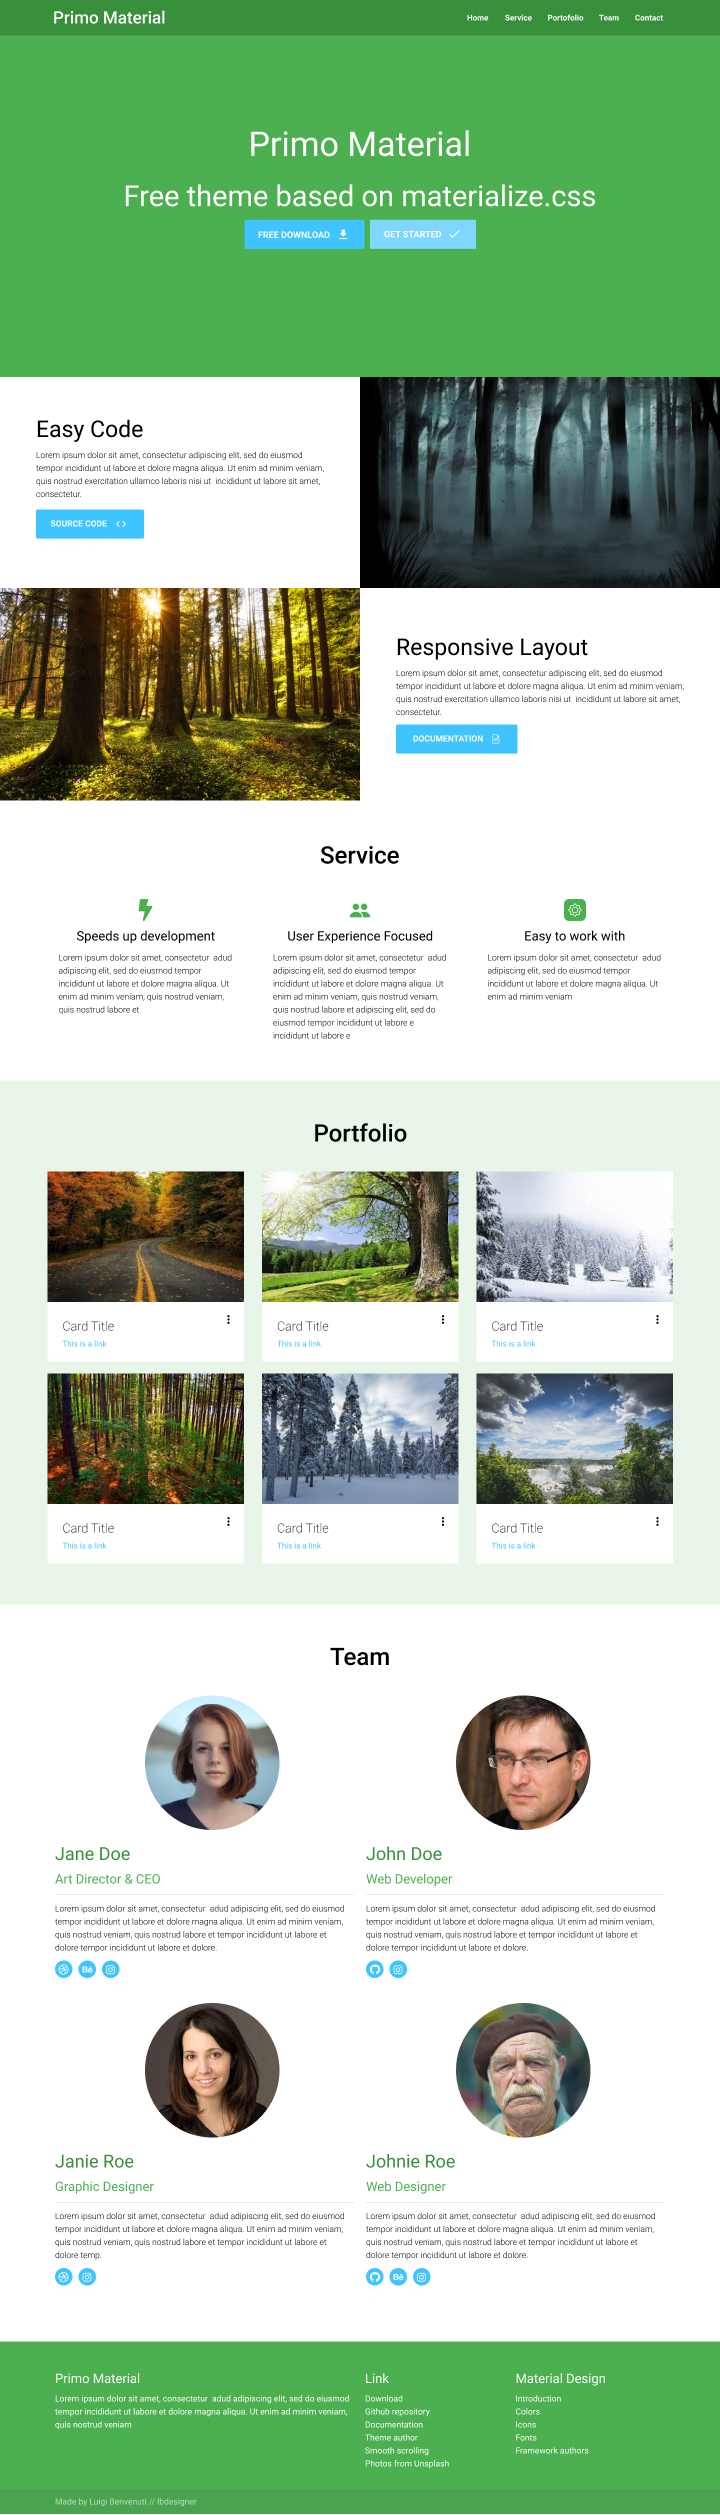 Primo Material
Home Service Portofolio Team Contact
Primo Material
Free theme based on materialize.css
FREE DOWNLOAD GET STARTED
Easy Code
Lorem ipsum dolor sit amet, consectetur adipiscing elit, sed do eiusmod
tempor incididunt ut labore et dolore magna aliqua. Ut enim ad minim veniam,
quis nostrud exercitation ullamco laboris nisi ut incididunt ut labore sit amet,
consectetur.
SOURCE CODE
Responsive Layout
Lorem ipsum dolor sit amet, consectetur adipiscing elit, sed do eiusmod
tempor incididunt ut labore et dolore magna aliqua. Ut enim ad minim veniam,
quis nostrud exercitation ullamco laboris nisi ut incididunt ut labore sit amet,
consectetur.
DOCUMENTATION
Service
Speeds up development
Lorem ipsum dolor sit amet, consectetur adud
adipiscing elit, sed do eiusmod tempor
incididunt ut labore et dolore magna aliqua. Ut
enim ad minim veniam, quis nostrud veniam,
quis nostrud labore et
User Experience Focused
Lorem ipsum dolor sit amet, consectetur adud
adipiscing elit, sed do eiusmod tempor
incididunt ut labore et dolore magna aliqua. Ut
enim ad minim veniam, quis nostrud veniam,
quis nostrud labore et adipiscing elit, sed do
eiusmod tempor incididunt ut labore e
incididunt ut labore e
Easy to work with
Lorem ipsum dolor sit amet, consectetur adud
adipiscing elit, sed do eiusmod tempor
incididunt ut labore et dolore magna aliqua. Ut
enim ad minim veniam
Portfolio
Card Title
This is a link
Card Title
This is a link
Card Title
This is a link
Card Title
This is a link
Card Title
This is a link
Card Title
This is a link
Team
Jane Doe
Art Director & CEO
Lorem ipsum dolor sit amet, consectetur adud adipiscing elit, sed do eiusmod
tempor incididunt ut labore et dolore magna aliqua. Ut enim ad minim veniam,
quis nostrud veniam, quis nostrud labore et tempor incididunt ut labore et
dolore tempor incididunt ut labore et dolore.
Bē
John Doe
Web Developer
Lorem ipsum dolor sit amet, consectetur adud adipiscing elit, sed do eiusmod
tempor incididunt ut labore et dolore magna aliqua. Ut enim ad minim veniam,
quis nostrud veniam, quis nostrud labore et tempor incididunt ut labore et
dolore tempor incididunt ut labore et dolore.
Janie Roe
Graphic Designer
Lorem ipsum dolor sit amet, consectetur adud adipiscing elit, sed do eiusmod
tempor incididunt ut labore et dolore magna aliqua. Ut enim ad minim veniam,
quis nostrud veniam, quis nostrud labore et tempor incididunt ut labore et
dolore temp.
Johnie Roe
Web Designer
Lorem ipsum dolor sit amet, consectetur adud adipiscing elit, sed do eiusmod
tempor incididunt ut labore et dolore magna aliqua. Ut enim ad minim veniam,
quis nostrud veniam, quis nostrud labore et tempor incididunt ut labore et
dolore tempor incididunt ut labore et dolore.
Bē
Primo Material
Lorem ipsum dolor sit amet, consectetur adud adipiscing elit, sed do eiusmod
tempor incididunt ut labore et dolore magna aliqua. Ut enim ad minim veniam,
quis nostrud veniam
Link
Download
Github repository
Documentation
Theme author
Smooth scrolling
Photos from Unsplash
Material Design
Introduction
Colors
Icons
Fonts
Framework authors
Made by Luigi Benvenuti // lbdesigner